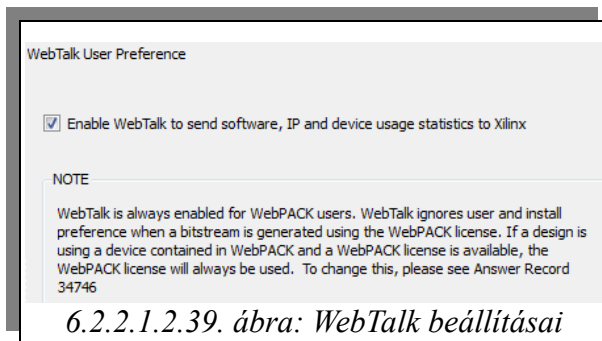 WebTalk User Preference
Enable WebTalk to send software, IP and device usage statistics to Xilinx
NOTE
WebTalk is always enabled for WebPACK users. WebTalk ignores user and install
preference when a bitstream is generated using the WebPACK license. If a design is
using a device contained in WebPACK and a WebPACK license is available, the
WebPACK license will always be used. To change this, please see Answer Record
34746
6.2.2.1.2.39. ábra: WebTalk beállításai